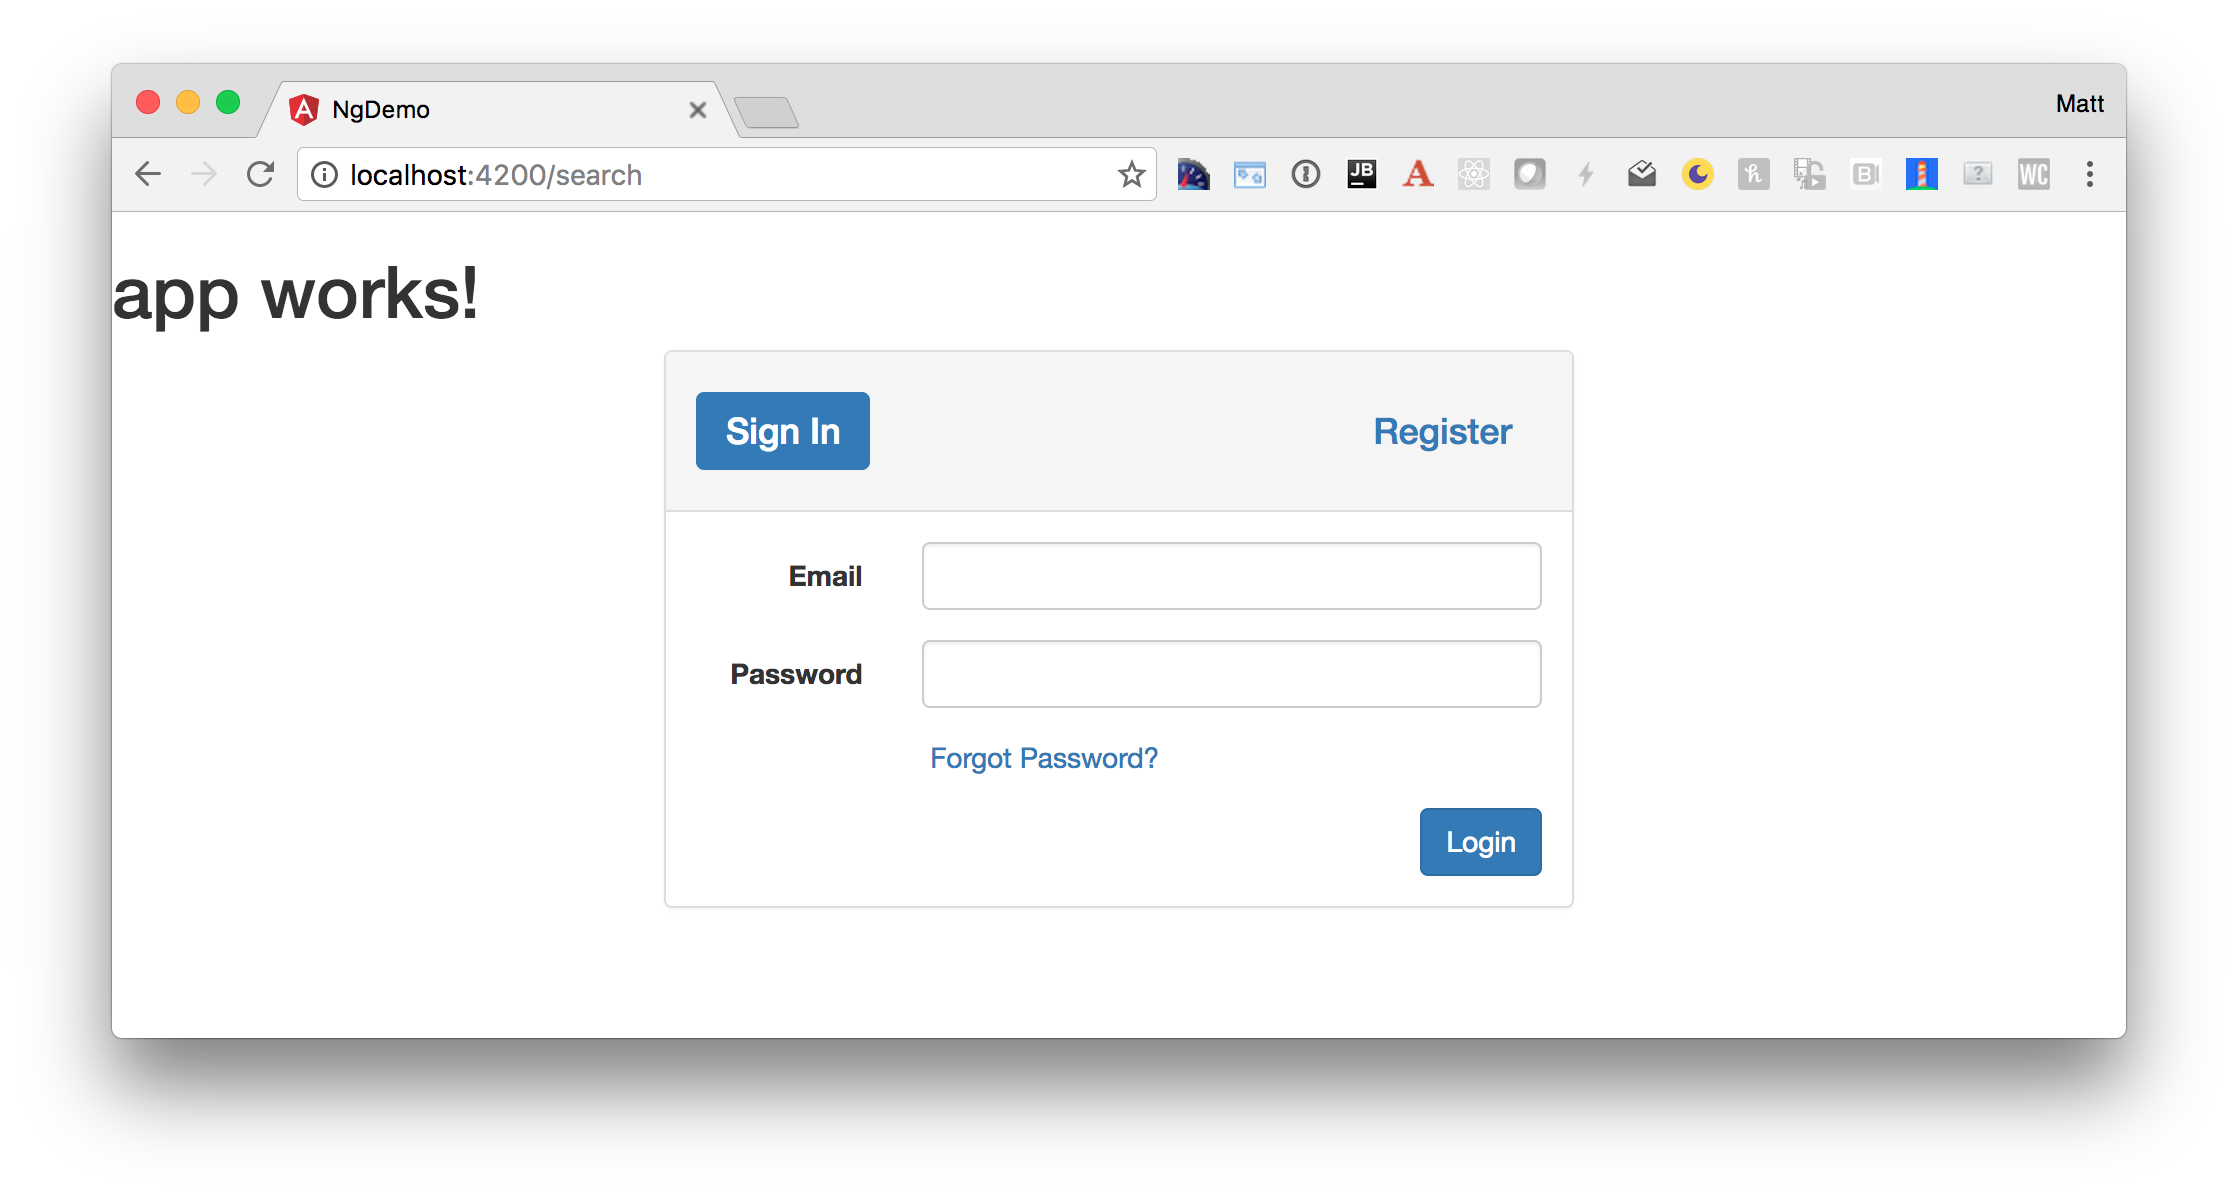 NgDemo
Matt
localhost:4200/search
JB
A
h
B
?
WC
app works!
Sign In
Register
Email
Password
Forgot Password?
Login